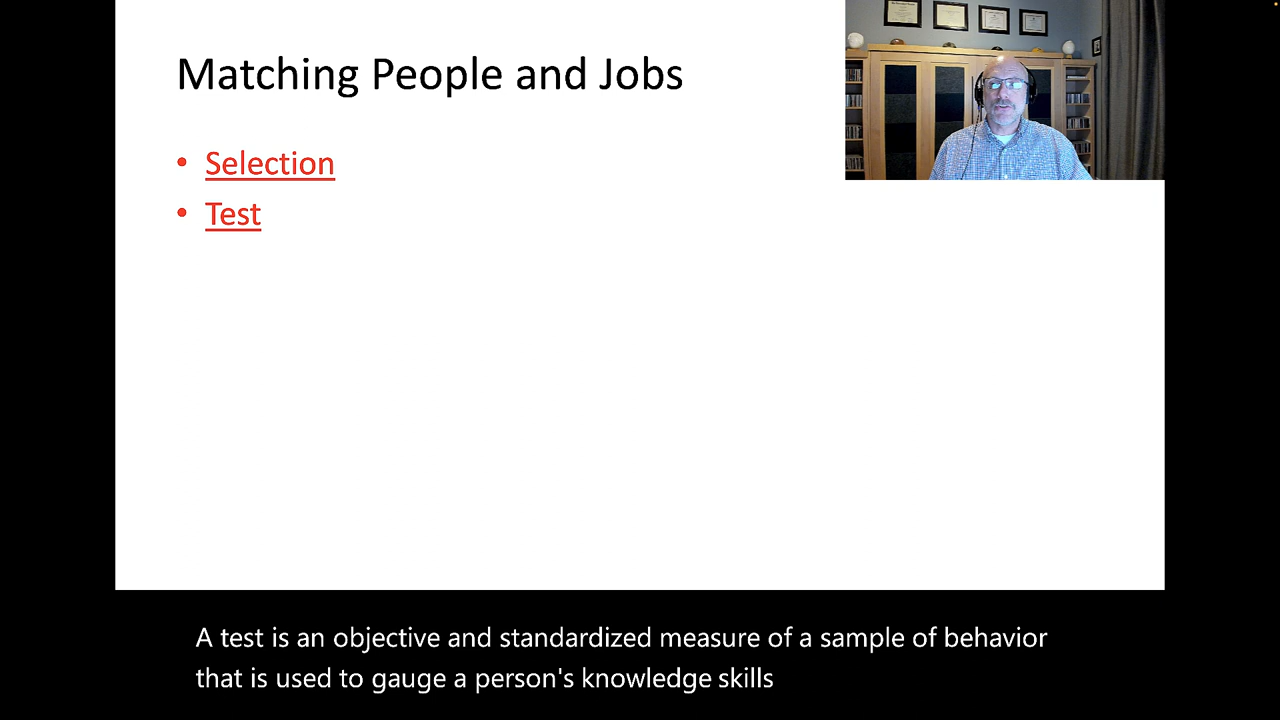 Matching People and Jobs
• Selection
• Test
A test is an objective and standardized measure of a sample of behavior
that is used to gauge a person's knowledge skills